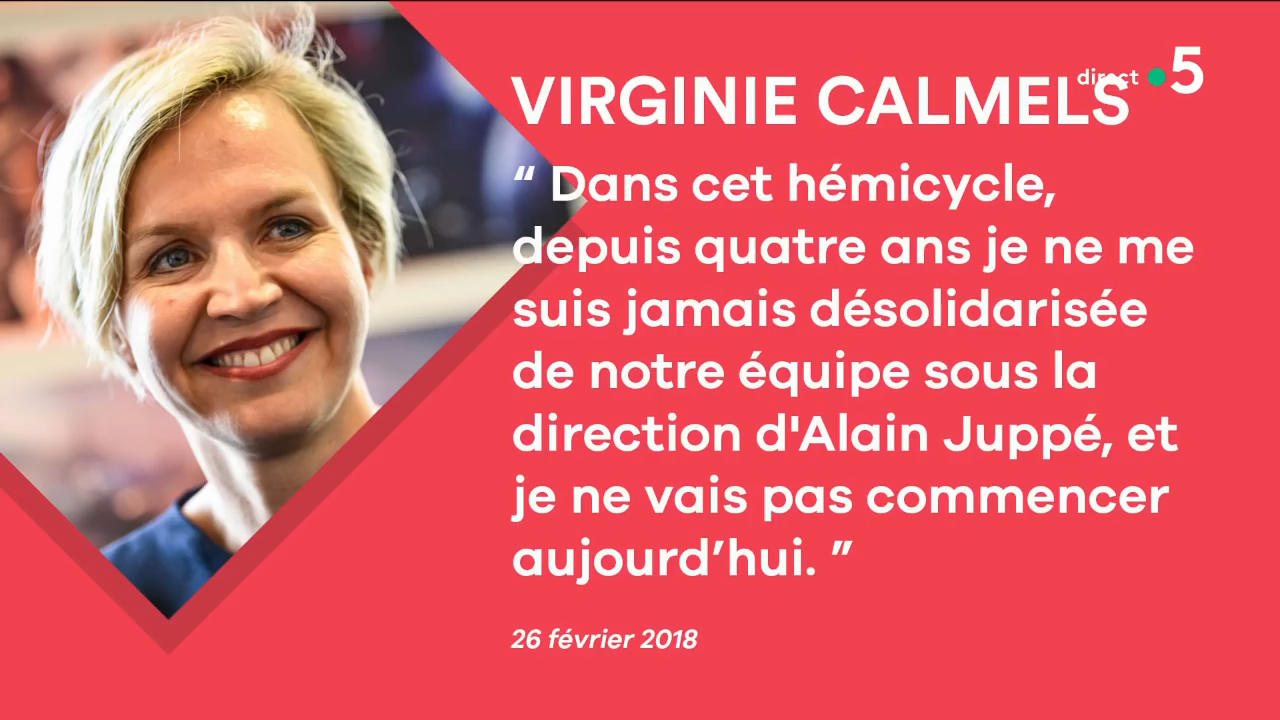 direct 5
VIRGINIE CALMELS
“ Dans cet hémicycle,
depuis quatre ans je ne me
suis jamais désolidarisée
de notre équipe sous la
direction d'Alain Juppé, et
je ne vais pas commencer
aujourd’hui. ”
26 février 2018